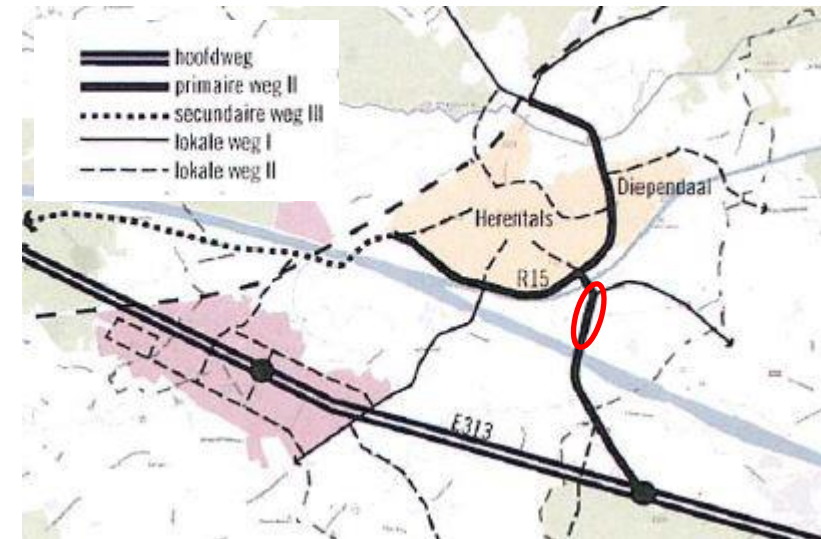 hoofdweg
primaire weg II
secundaire weg III
lokale weg I
lokale weg II
Diependaal
Herentals
R15
E313